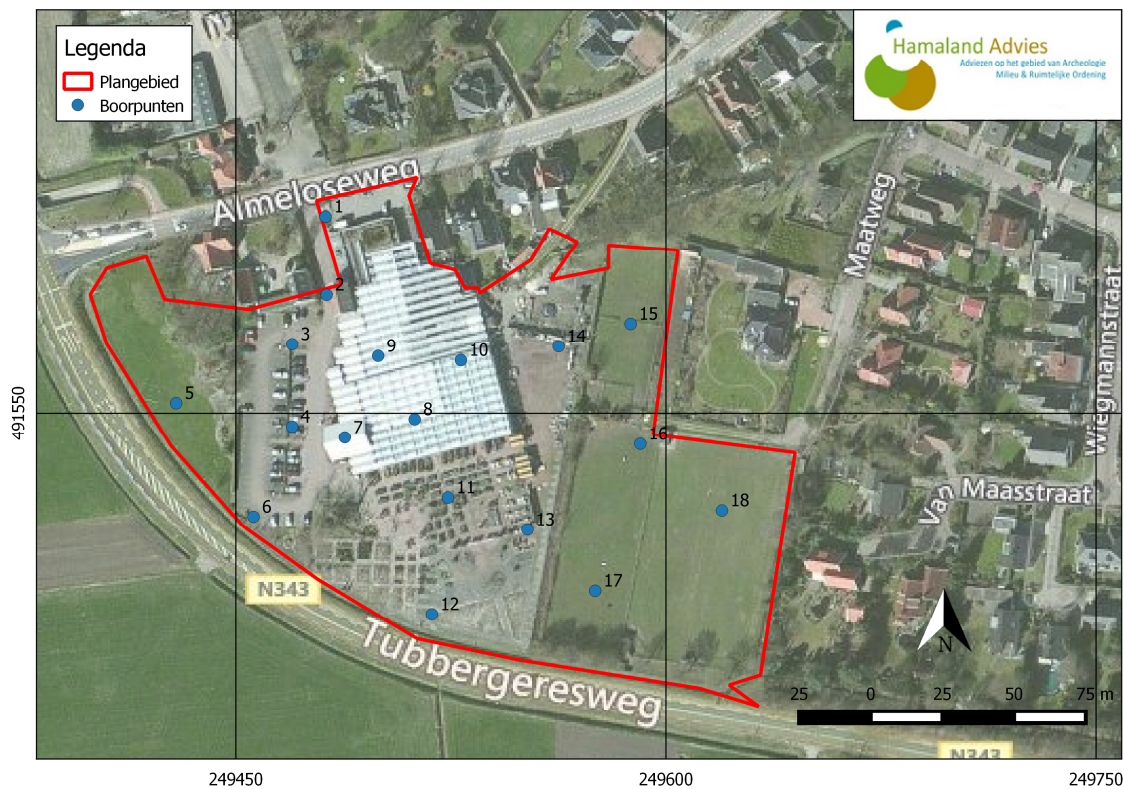 Legenda
Plangebied
Boorpunten
Hamaland Advies
Adviezen op het gebied van Archeologie
Milieu & Ruimtelijke Ordening
Almeloseweg
Maatweg
Wiegmannstraat
Van Maasstraat
N343
Tubbergeresweg
N343
1
2
3
4
5
6
7
8
9
10
11
12
13
14
15
16
17
18
N
25 0 25 50 75 m
491550
249450 249600 249750